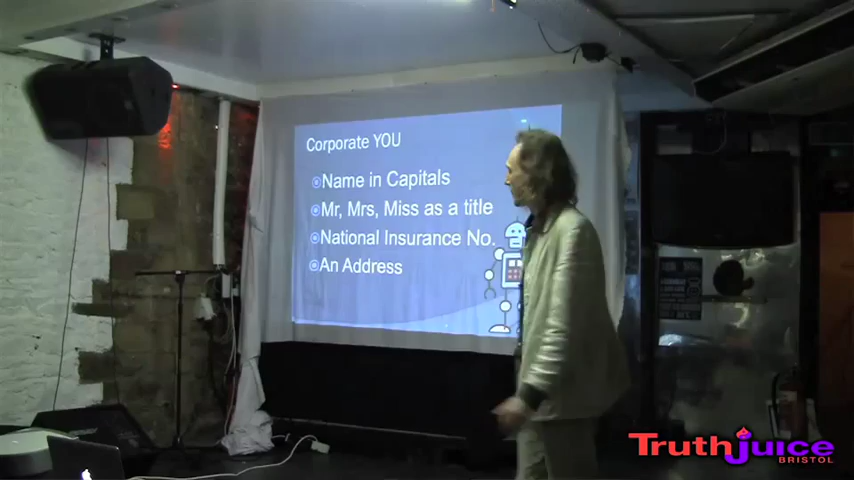 Corporate YOU
Name in Capitals
Mr, Mrs, Miss as a title
National Insurance No.
An Address
Truthjuice
BRISTOL